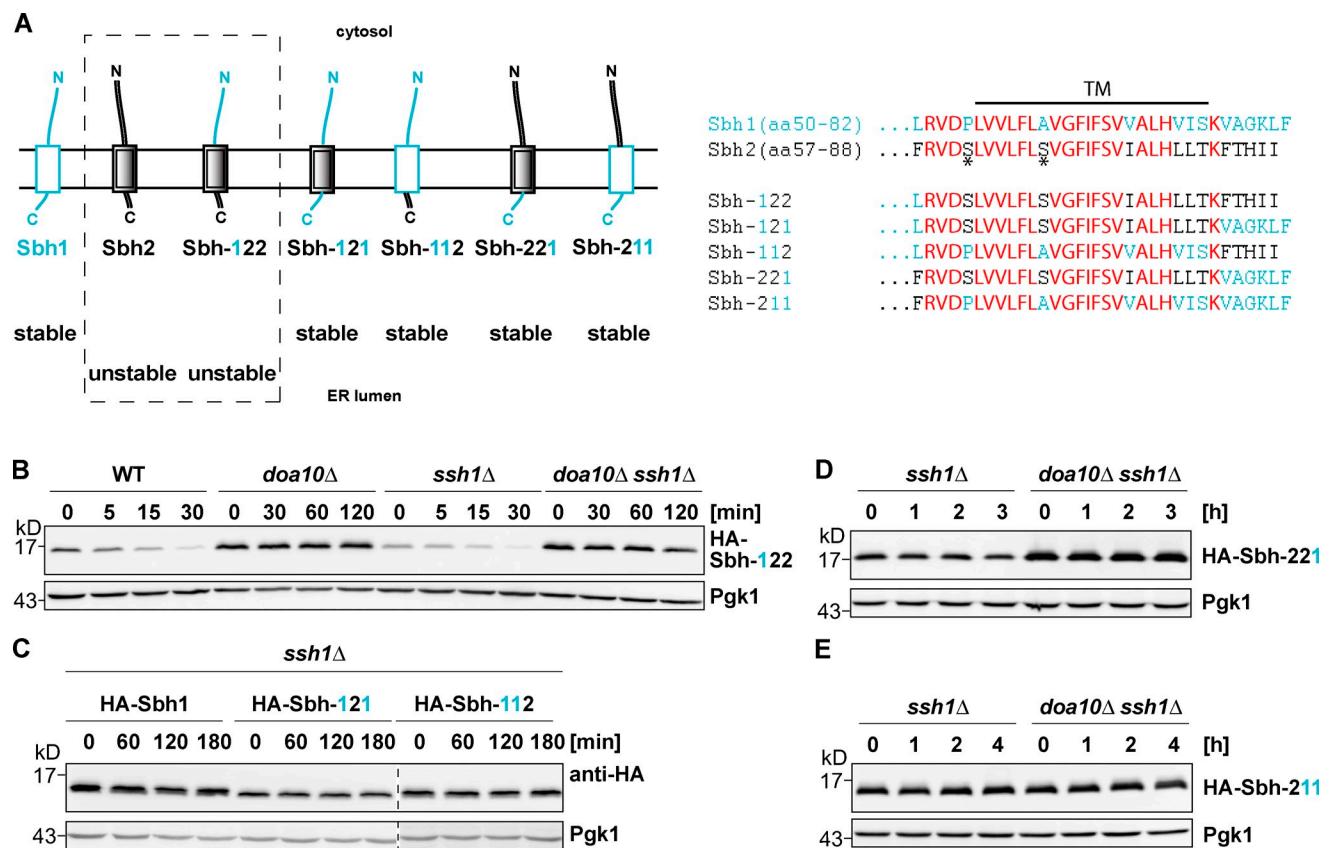 A
cytosol
N N N N N N N
C C C C C C C
Sbh1 Sbh2 Sbh-122 Sbh-121 Sbh-112 Sbh-221 Sbh-211
stable stable stable stable stable
unstable unstable
ER lumen
TM
Sbh1(aa50-82) ...LRVDPLVVLFLAVGFIFSVVALHVISKVAGKLF
Sbh2(aa57-88) ...FRVDSLVVLFLSVGFIFSVIALHLLTKFTHII
* *
Sbh-122 ...LRVDSLVVLFLSVGFIFSVIALHLLTKFTHII
Sbh-121 ...LRVDSLVVLFLSVGFIFSVIALHLLTKVAGKLF
Sbh-112 ...LRVDPLVVLFLAVGFIFSVVALHVISKFTHII
Sbh-221 ...FRVDSLVVLFLSVGFIFSVIALHLLTKVAGKLF
Sbh-211 ...FRVDPLVVLFLAVGFIFSVVALHVISKVAGKLF
B
WT doa10Δ ssh1Δ doa10Δ ssh1Δ
0 5 15 30 0 30 60 120 0 5 15 30 0 30 60 120 [min]
kD
17
HA-
Sbh-122
43
Pgk1
C
ssh1Δ
HA-Sbh1 HA-Sbh-121 HA-Sbh-112
0 60 120 180 0 60 120 180 0 60 120 180 [min]
kD
17
anti-HA
43
Pgk1
D
ssh1Δ doa10Δ ssh1Δ
0 1 2 3 0 1 2 3 [h]
kD
17
HA-Sbh-221
43
Pgk1
E
ssh1Δ doa10Δ ssh1Δ
0 1 2 4 0 1 2 4 [h]
kD
17
HA-Sbh-211
43
Pgk1